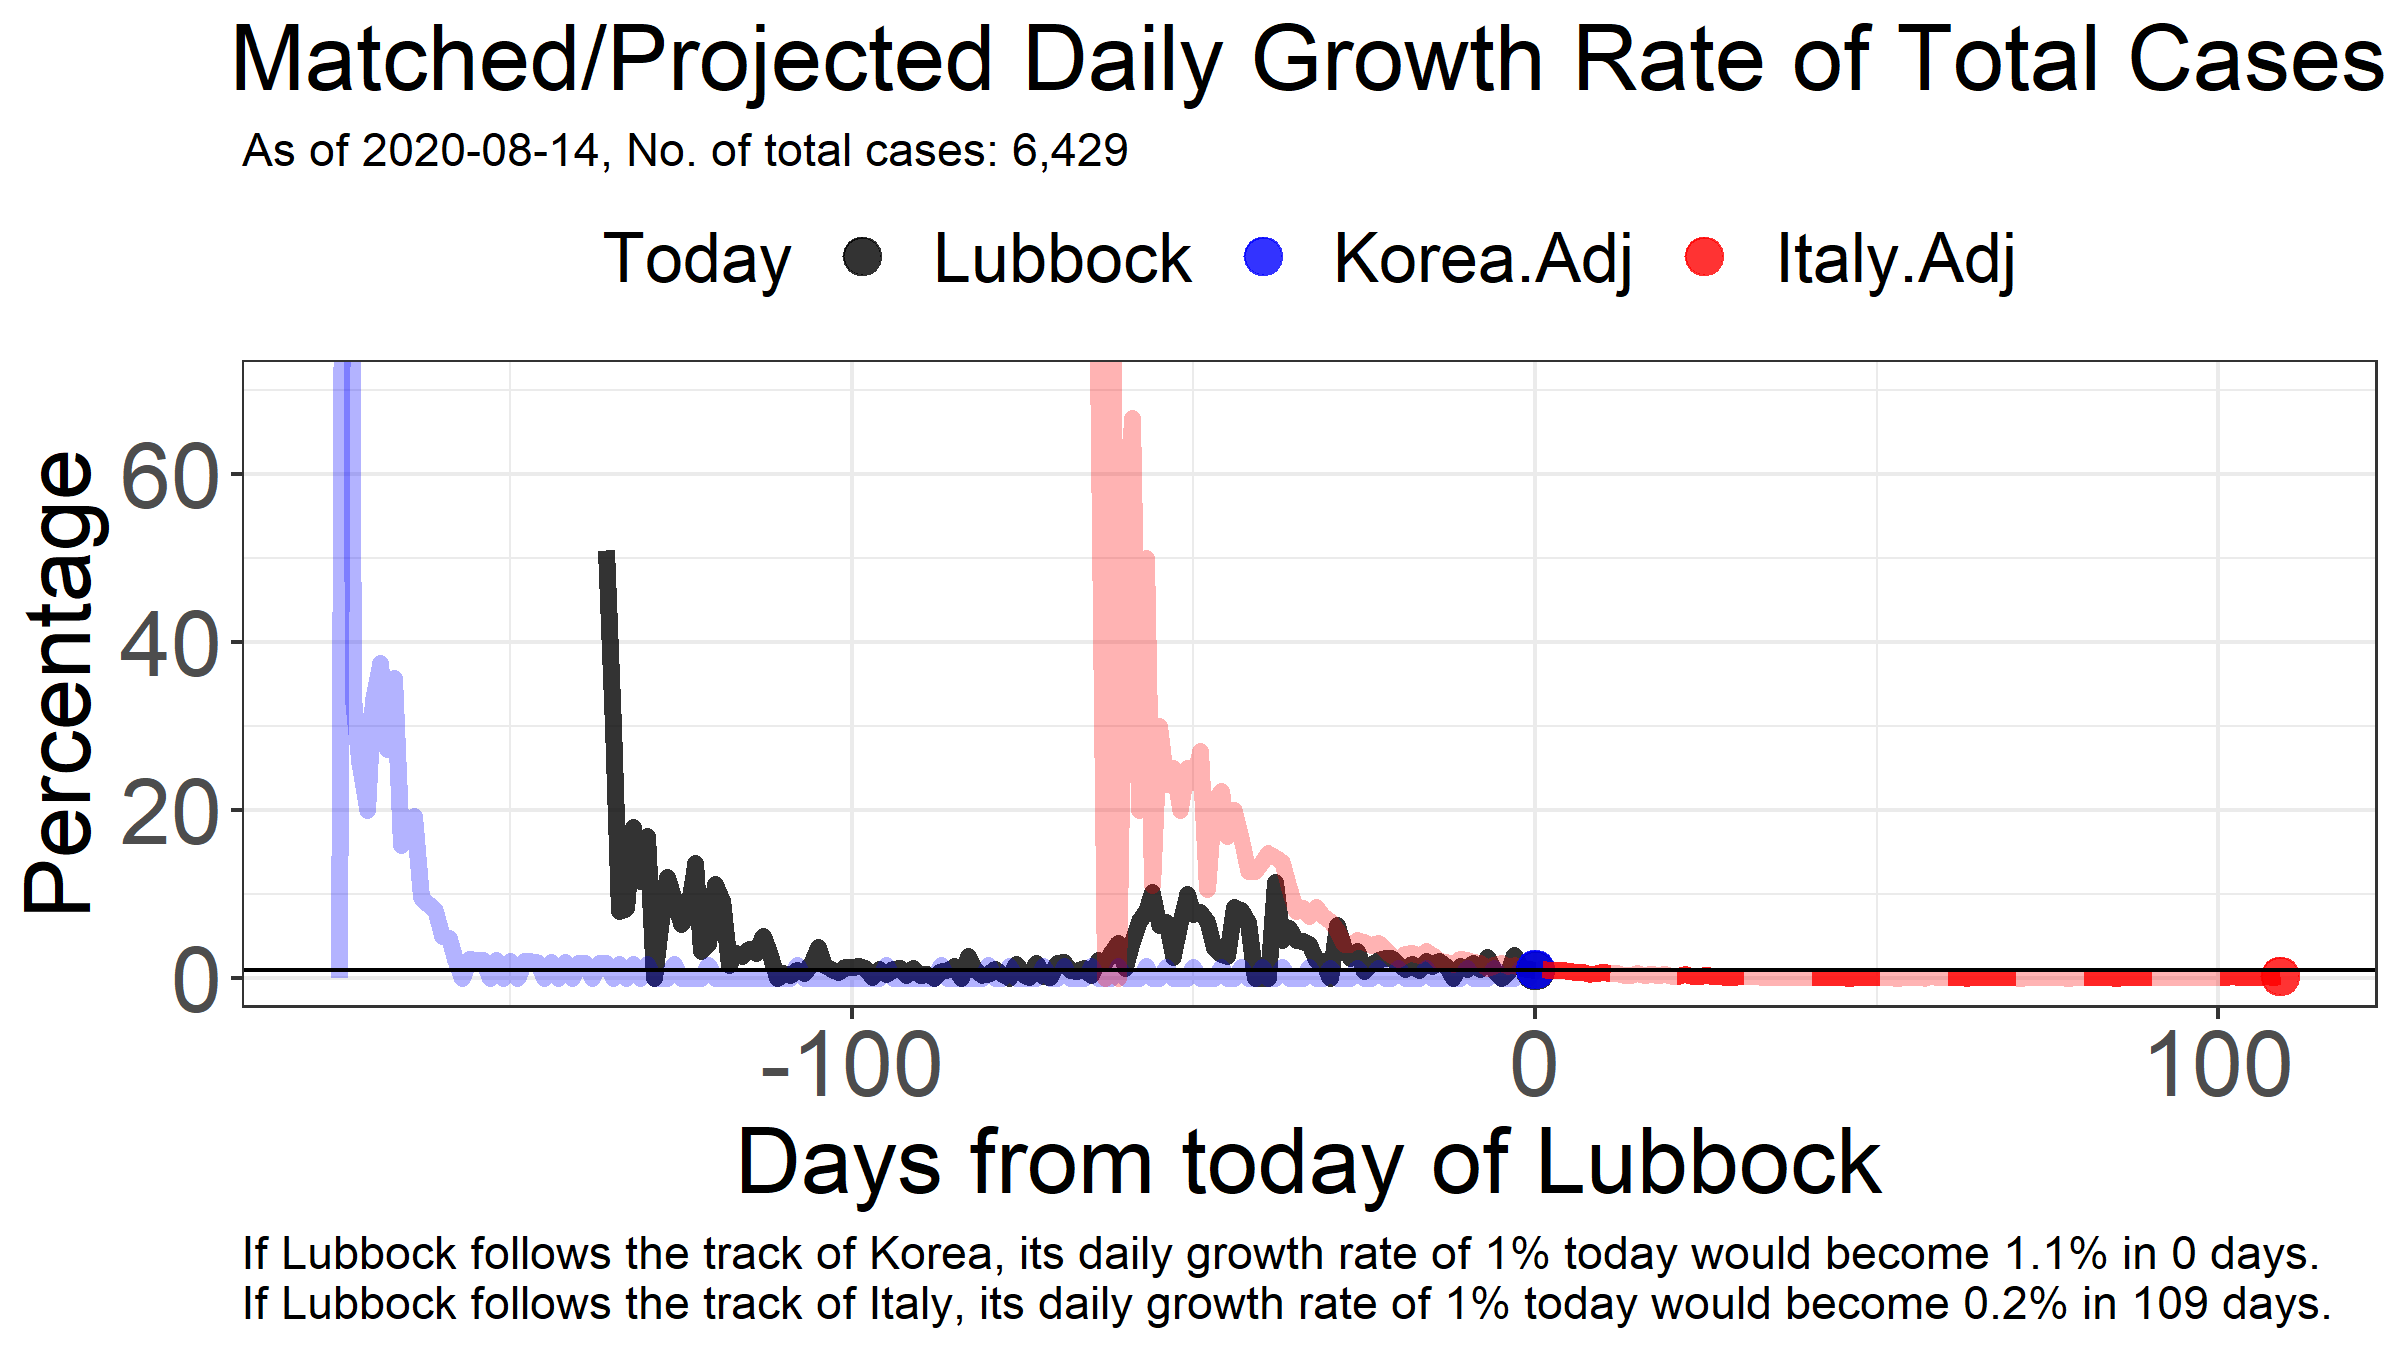 Matched/Projected Daily Growth Rate of Total Cases
As of 2020-08-14, No. of total cases: 6,429
Today Lubbock Korea.Adj Italy.Adj
Percentage
60
40
20
0
-100 0 100
Days from today of Lubbock
If Lubbock follows the track of Korea, its daily growth rate of 1% today would become 1.1% in 0 days.
If Lubbock follows the track of Italy, its daily growth rate of 1% today would become 0.2% in 109 days.